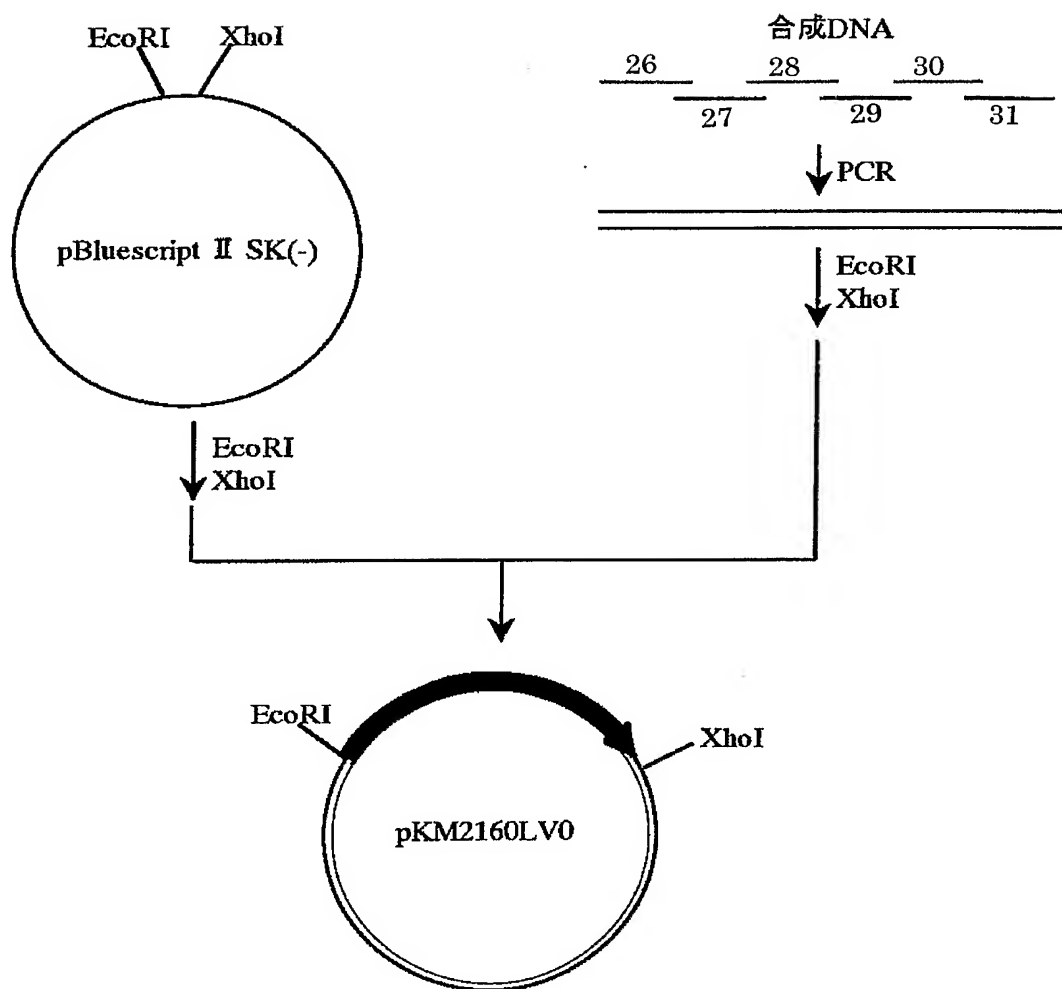 EcoRI XhoI
pBluescript II SK(-)
EcoRI
XhoI
合成DNA
26 28 30
27 29 31
PCR
EcoRI
XhoI
EcoRI
XhoI
pKM2160LV0